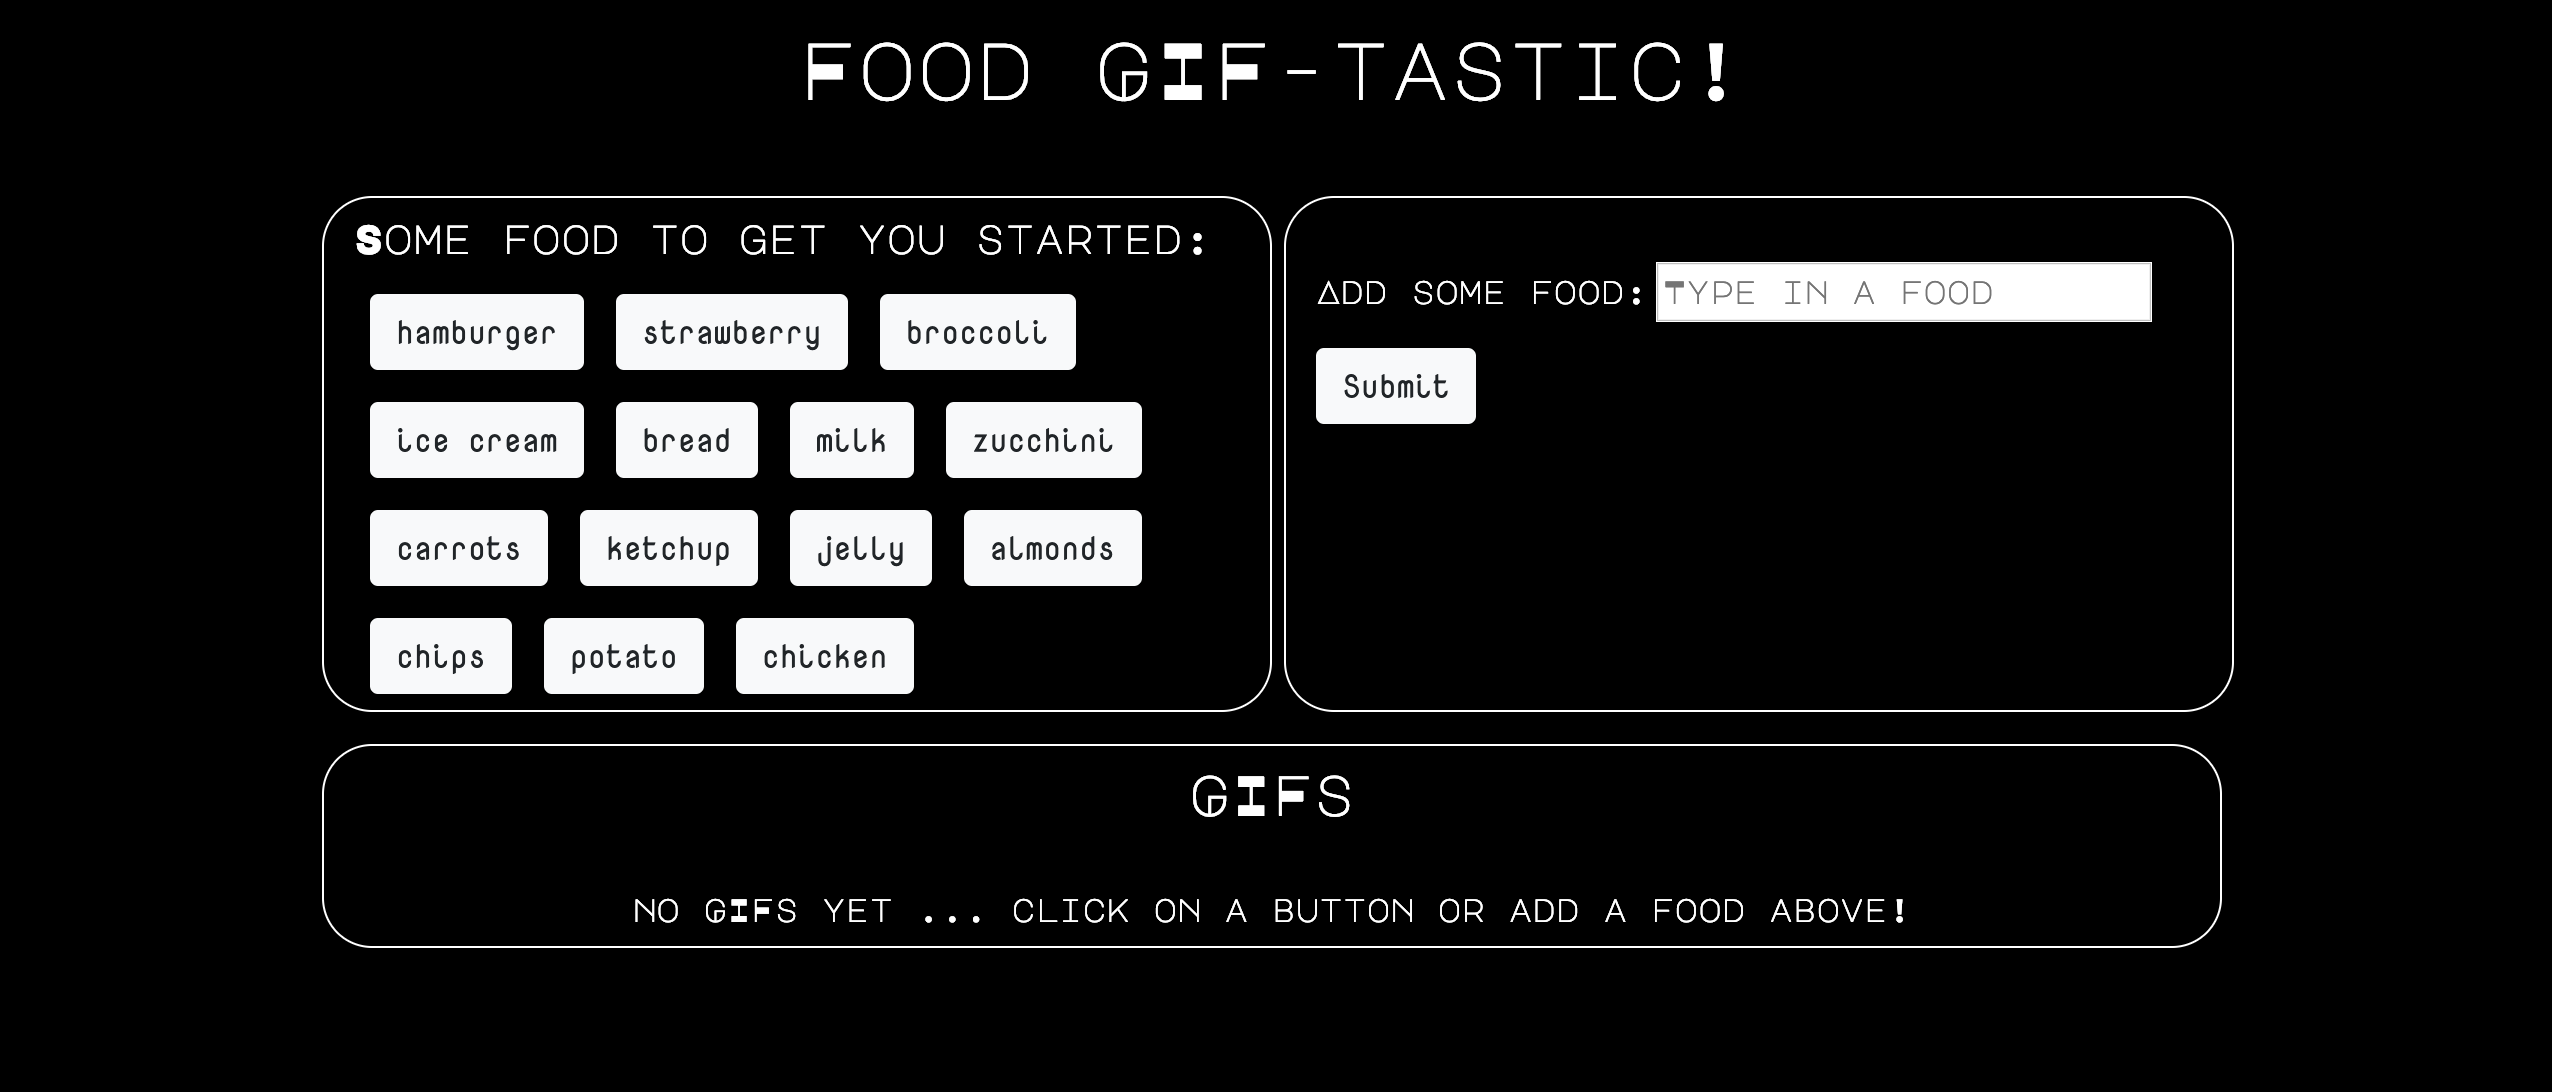 FOOD GIF-TASTIC!
SOME FOOD TO GET YOU STARTED:
hamburger strawberry broccoli
ice cream bread milk zucchini
carrots ketchup jelly almonds
chips potato chicken
ADD SOME FOOD: TYPE IN A FOOD
Submit
GIFS
NO GIFS YET ... CLICK ON A BUTTON OR ADD A FOOD ABOVE!